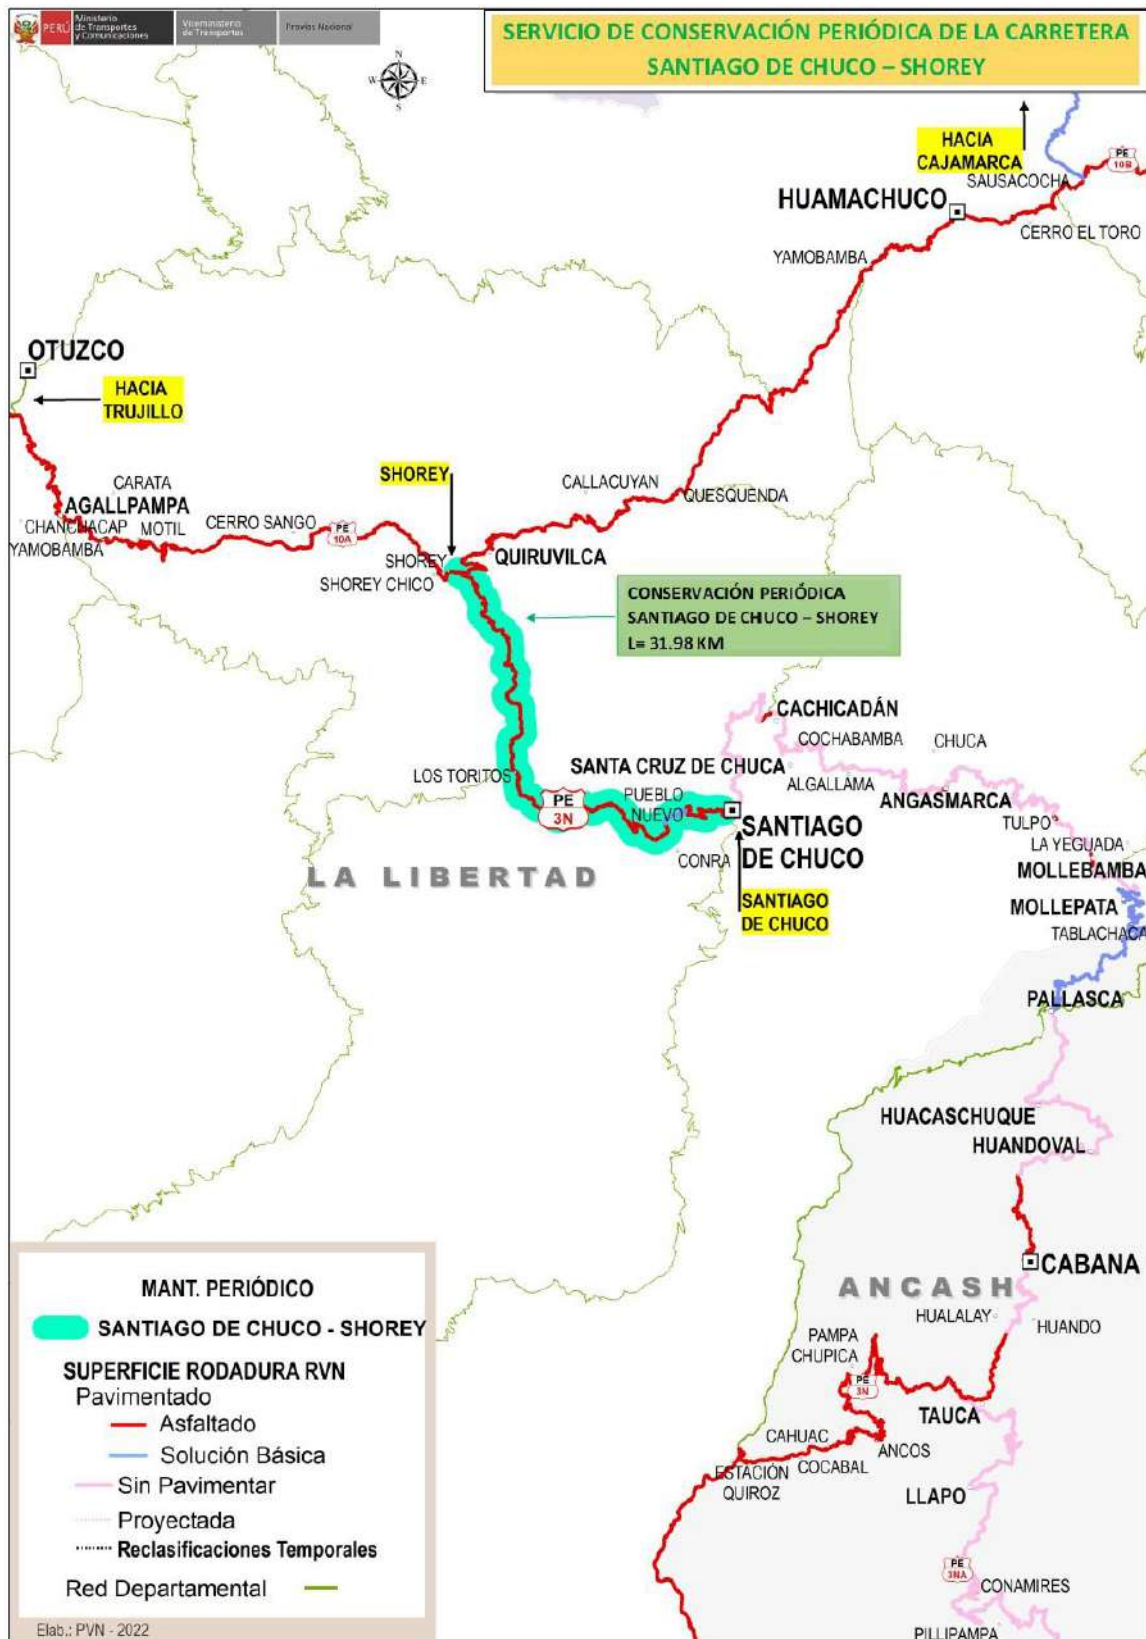 PERÚ
Ministerio
de Transportes
y Comunicaciones
Viceministerio
de Transportes
Provías Nacional
SERVICIO DE CONSERVACIÓN PERIÓDICA DE LA CARRETERA
SANTIAGO DE CHUCO – SHOREY
N
W E
S
HACIA
CAJAMARCA
PE
10B
SAUSACOCHA
HUAMACHUCO
CERRO EL TORO
YAMOBAMBA
OTUZCO
HACIA
TRUJILLO
SHOREY
CARATA
CALLACUYAN
QUESQUENDA
AGALLPAMPA
CHANCHACAP
MOTIL
CERRO SANGO
PE
10A
YAMOBAMBA
SHOREY
QUIRUVILCA
SHOREY CHICO
CONSERVACIÓN PERIÓDICA
SANTIAGO DE CHUCO – SHOREY
L= 31.98 KM
CACHICADÁN
COCHABAMBA
CHUCA
LOS TORITOS
SANTA CRUZ DE CHUCA
ALGALLAMA
PUEBLO
NUEVO
PE
3N
ANGASMARCA
TULPO
SANTIAGO
DE CHUCO
LA YEGUADA
CONRA
LA LIBERTAD
MOLLEBAMBA
SANTIAGO
DE CHUCO
MOLLEPATA
TABLACHACA
PALLASCA
HUACASCHUQUE
HUANDOVAL
CABANA
ANCASH
HUALALAY
HUANDO
PAMPA
CHUPICA
PE
3N
TAUCA
CAHUAC
ANCOS
ESTACIÓN
QUIROZ
COCABAL
LLAPO
PE
3NA
CONAMIRES
PILLIPAMPA
MANT. PERIÓDICO
SANTIAGO DE CHUCO - SHOREY
SUPERFICIE RODADURA RVN
Pavimentado
Asfaltado
Solución Básica
Sin Pavimentar
Proyectada
Reclasificaciones Temporales
Red Departamental
Elab.: PVN - 2022